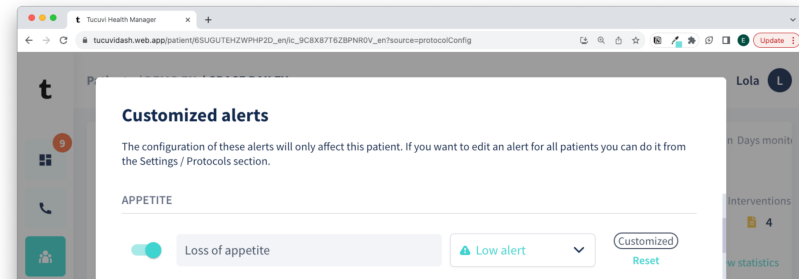 t Tucuvi Health Manager × +
tucuvidash.web.app/patient/6SUGUTEHZWPHP2D_en/ic_9C8X87T6ZBPNR0V_en?source=protocolConfig
E Update
t
Lola L
Customized alerts
The configuration of these alerts will only affect this patient. If you want to edit an alert for all patients you can do it from
the Settings / Protocols section.
n Days monit
9
APPETITE
Interventions
4
Loss of appetite Low alert Customized
Reset
w statistics